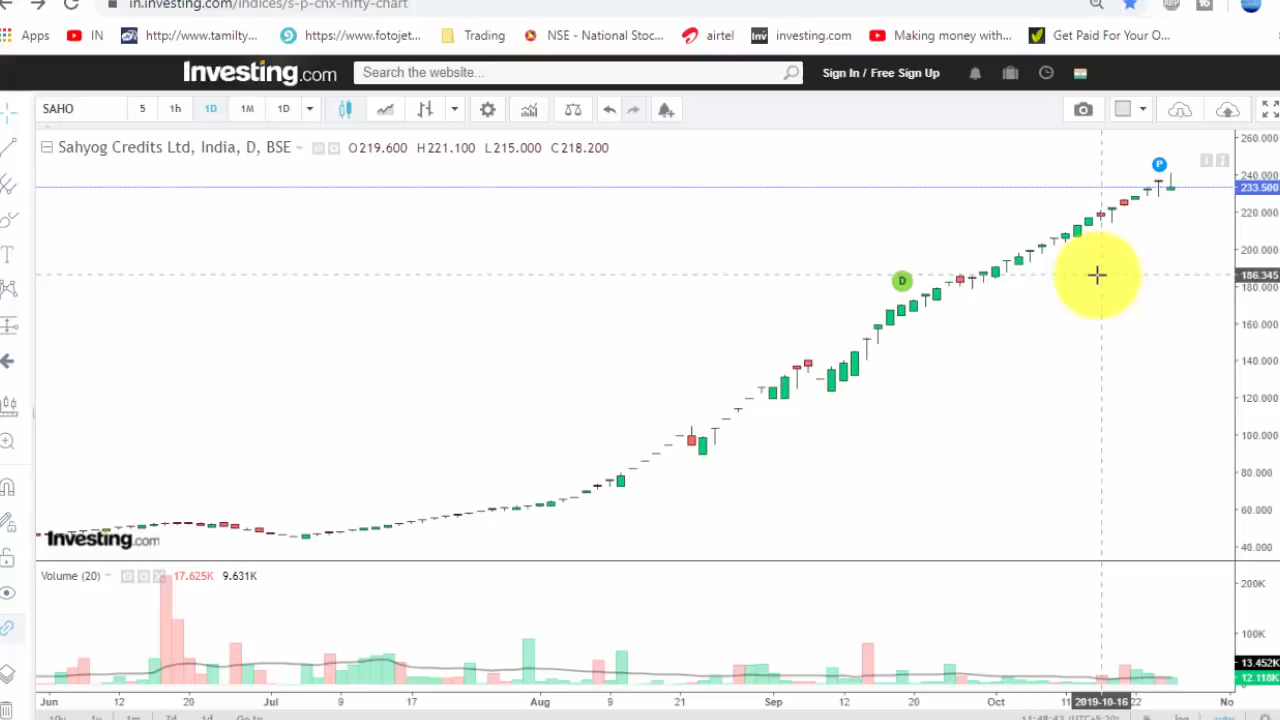 in.investing.com/indices/s-p-cnx-nifty-chart
Apps IN http://www.tamilty... https://www.fotojet... Trading NSE - National Stoc... airtel Inv investing.com Making money with... Get Paid For Your O...
Investing.com Search the website... Sign In / Free Sign Up
SAHO 5 1h 1D 1M 1D
Sahyog Credits Ltd, India, D, BSE O219.600 H221.100 L215.000 C218.200
260.000
P
240.000
233.500
220.000
200.000
D
186.345
180.000
160.000
140.000
120.000
100.000
80.000
60.000
40.000
Investing.com
Volume (20) 17.625K 9.631K
200K
100K
13.452K
12.118K
Jun 12 20 Jul 9 17 Aug 9 21 Sep 12 20 Oct 11 2019-10-16 22 No